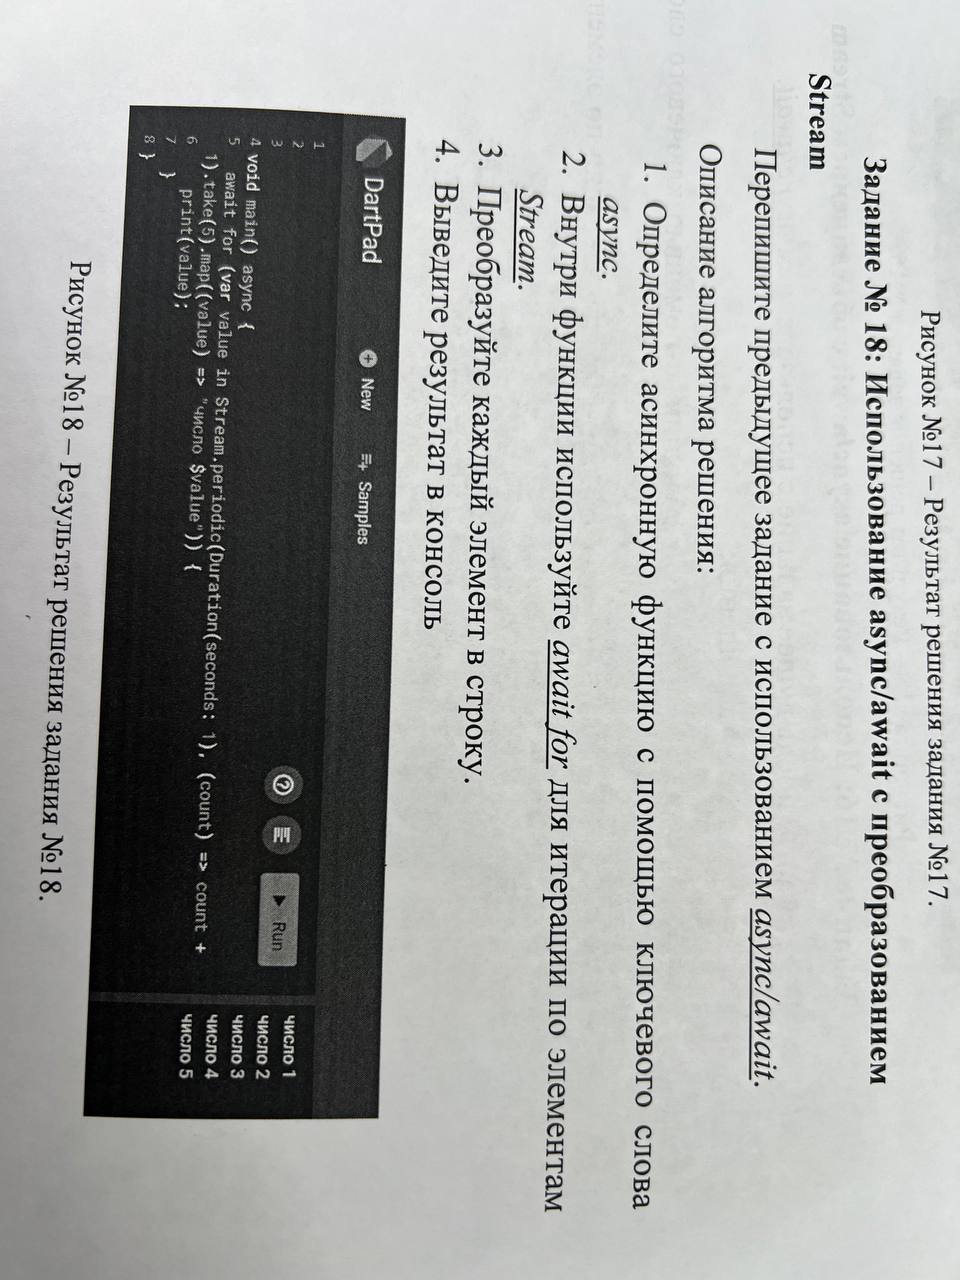 Рисунок №17 – Результат решения задания №17.
Задание № 18: Использование async/await с преобразованием
Stream
Перепишите предыдущее задание с использованием async/await.
Описание алгоритма решения:
1. Определите асинхронную функцию с помощью ключевого слова
async.
2. Внутри функции используйте await for для итерации по элементам
Stream.
3. Преобразуйте каждый элемент в строку.
4. Выведите результат в консоль
DartPad New Samples
1
2
3
Run
4 void main() async {
5 await for (var value in Stream.periodic(Duration(seconds: 1), (count) => count +
1).take(5).map((value) => "число $value")) {
6 print(value);
7 }
8 }
число 1
число 2
число 3
число 4
число 5
Рисунок №18 – Результат решения задания №18.